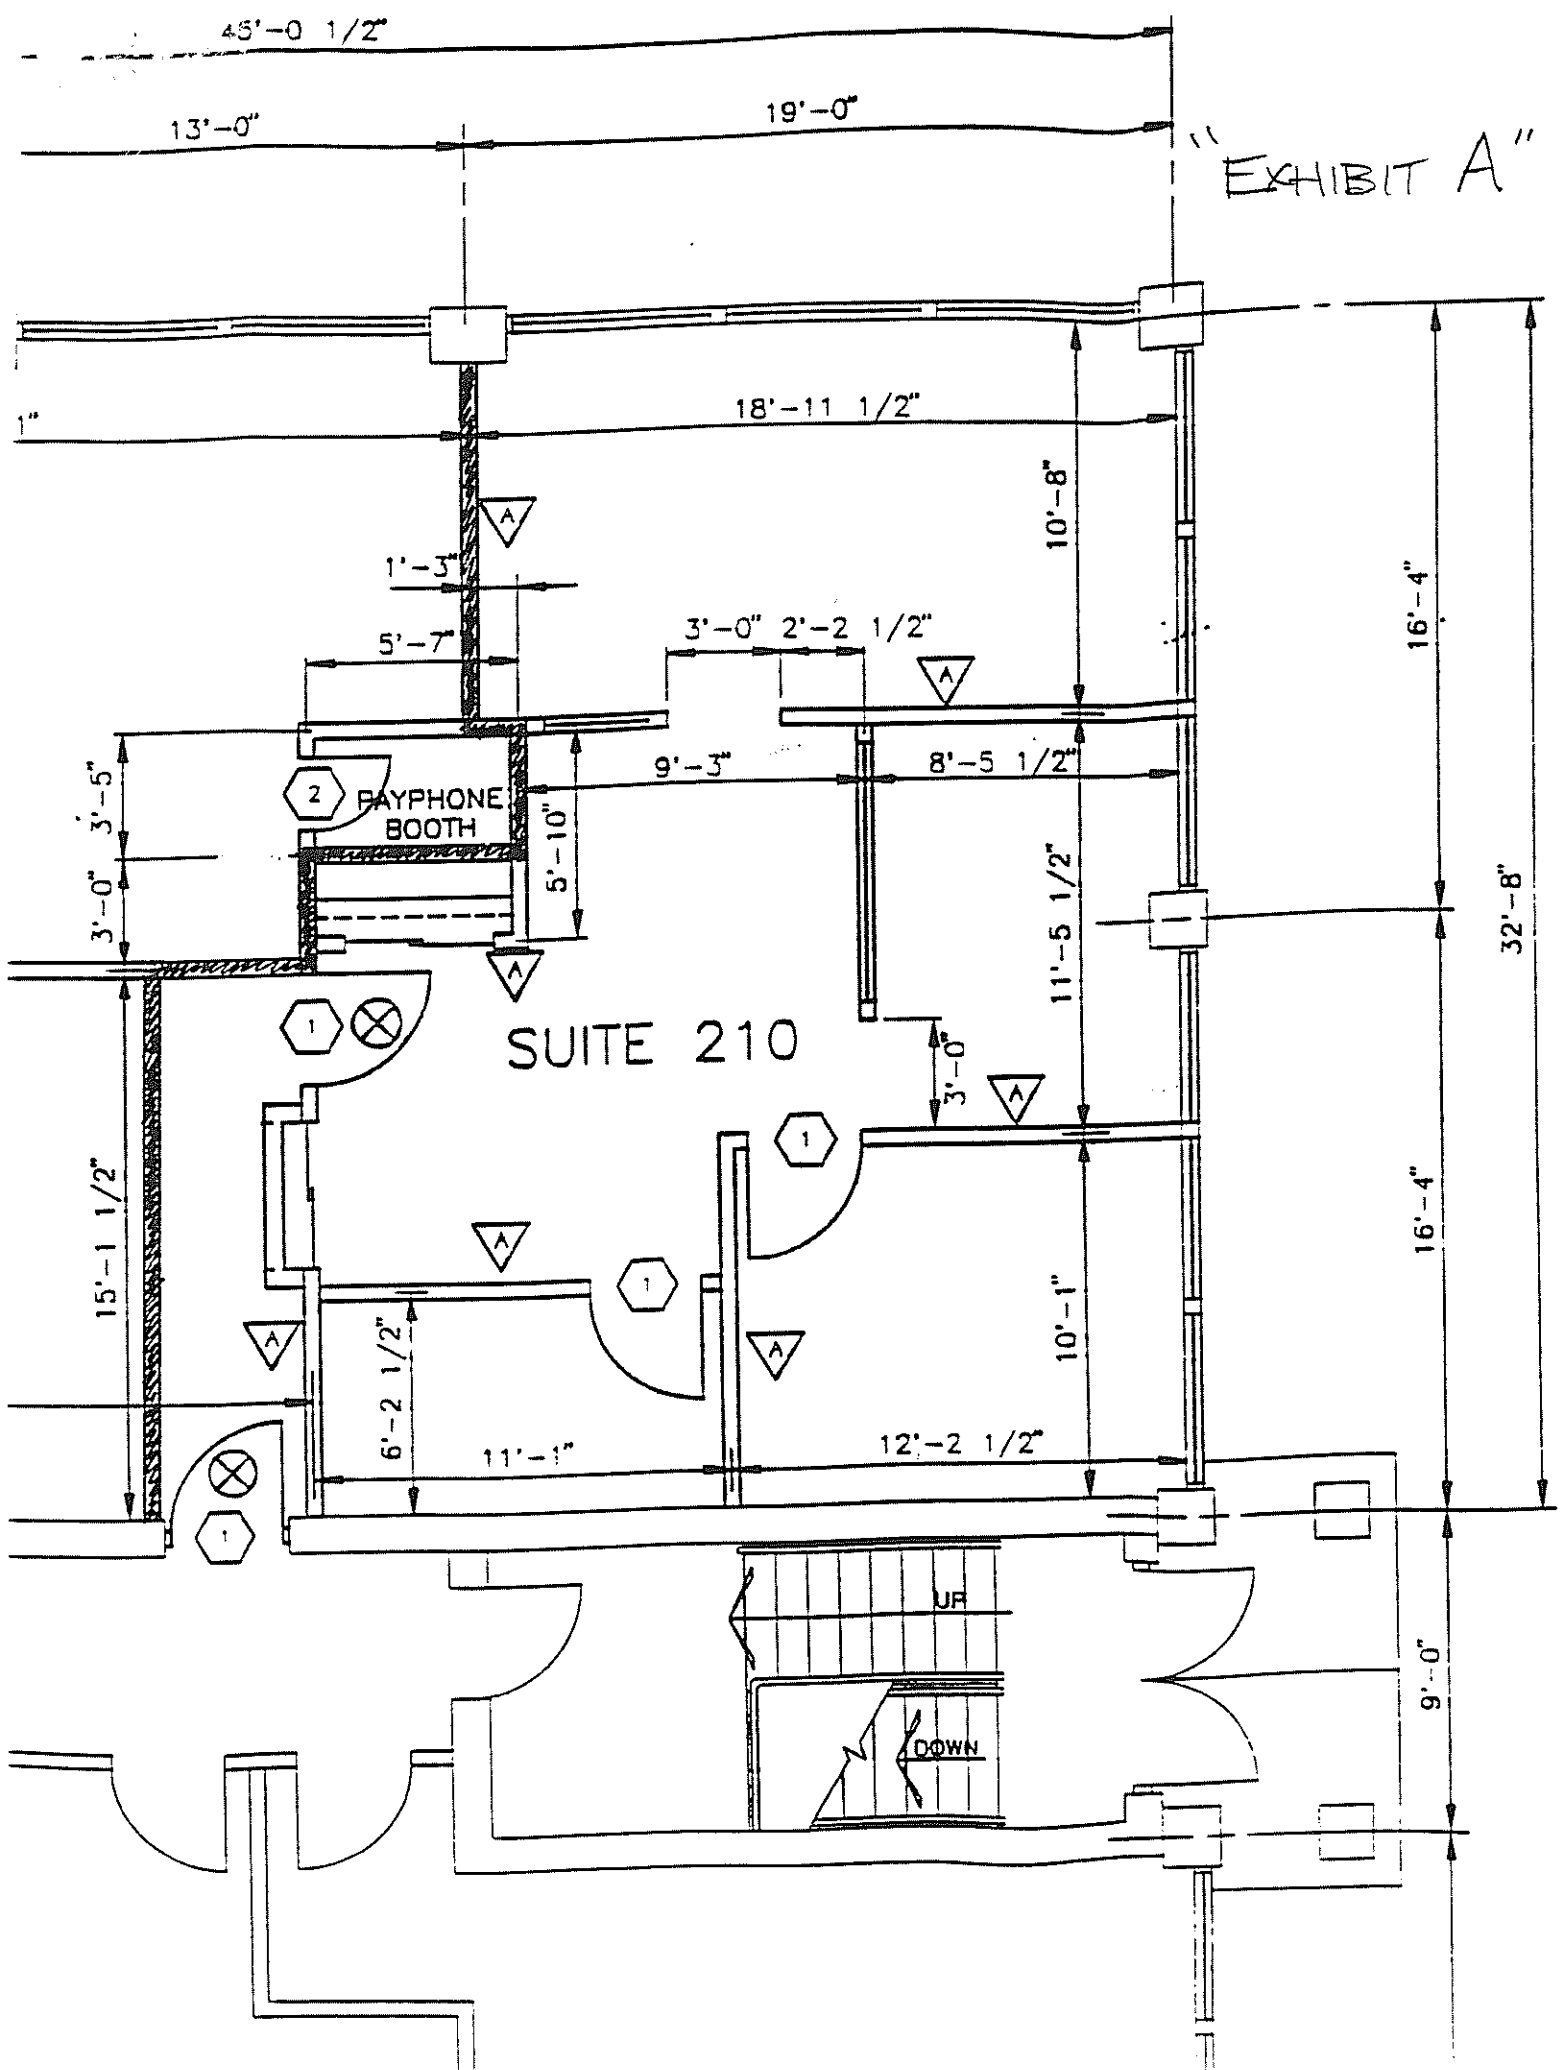 45'-0 1/2"
13'-0"
19'-0"
"EXHIBIT A"
1"
18'-11 1/2"
10'-8"
A
1'-3"
16'-4"
5'-7"
3'-0"
2'-2 1/2"
A
3'-5"
2
PAYPHONE
BOOTH
9'-3"
8'-5 1/2"
5'-10"
3'-0"
11'-5 1/2"
32'-8"
A
1
SUITE 210
3'-0"
A
1
15'-1 1/2"
16'-4"
A
1
A
6'-2 1/2"
A
10'-1"
11'-1"
12'-2 1/2"
1
UP
9'-0"
DOWN